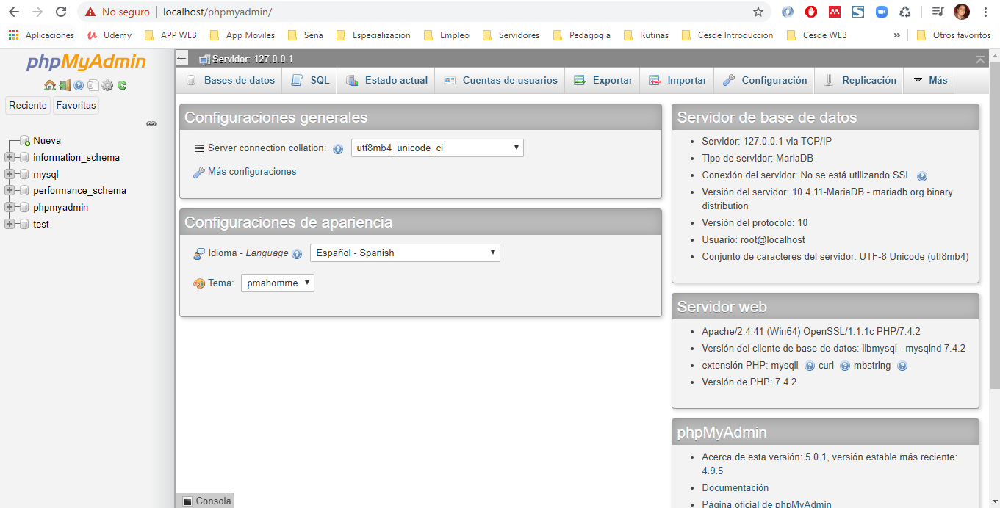 No seguro localhost/phpmyadmin/
Aplicaciones Udemy APP WEB App Moviles Sena Especializacion Empleo Servidores Pedagogia Rutinas Cesde Introduccion Cesde WEB » Otros favoritos
phpMyAdmin
Reciente Favoritas
Nueva
information_schema
mysql
performance_schema
phpmyadmin
test
Servidor: 127.0.0.1
Bases de datos SQL Estado actual Cuentas de usuarios Exportar Importar Configuración Replicación Más
Configuraciones generales
Server connection collation: utf8mb4_unicode_ci
Más configuraciones
Configuraciones de apariencia
Idioma - Language Español - Spanish
Tema: pmahomme
Servidor de base de datos
Servidor: 127.0.0.1 via TCP/IP
Tipo de servidor: MariaDB
Conexión del servidor: No se está utilizando SSL
Versión del servidor: 10.4.11-MariaDB - mariadb.org binary
distribution
Versión del protocolo: 10
Usuario: root@localhost
Conjunto de caracteres del servidor: UTF-8 Unicode (utf8mb4)
Servidor web
Apache/2.4.41 (Win64) OpenSSL/1.1.1c PHP/7.4.2
Versión del cliente de base de datos: libmysql - mysqlnd 7.4.2
extensión PHP: mysqli curl mbstring
Versión de PHP: 7.4.2
phpMyAdmin
Acerca de esta versión: 5.0.1, versión estable más reciente:
4.9.5
Documentación
Página oficial de phpMyAdmin
Consola